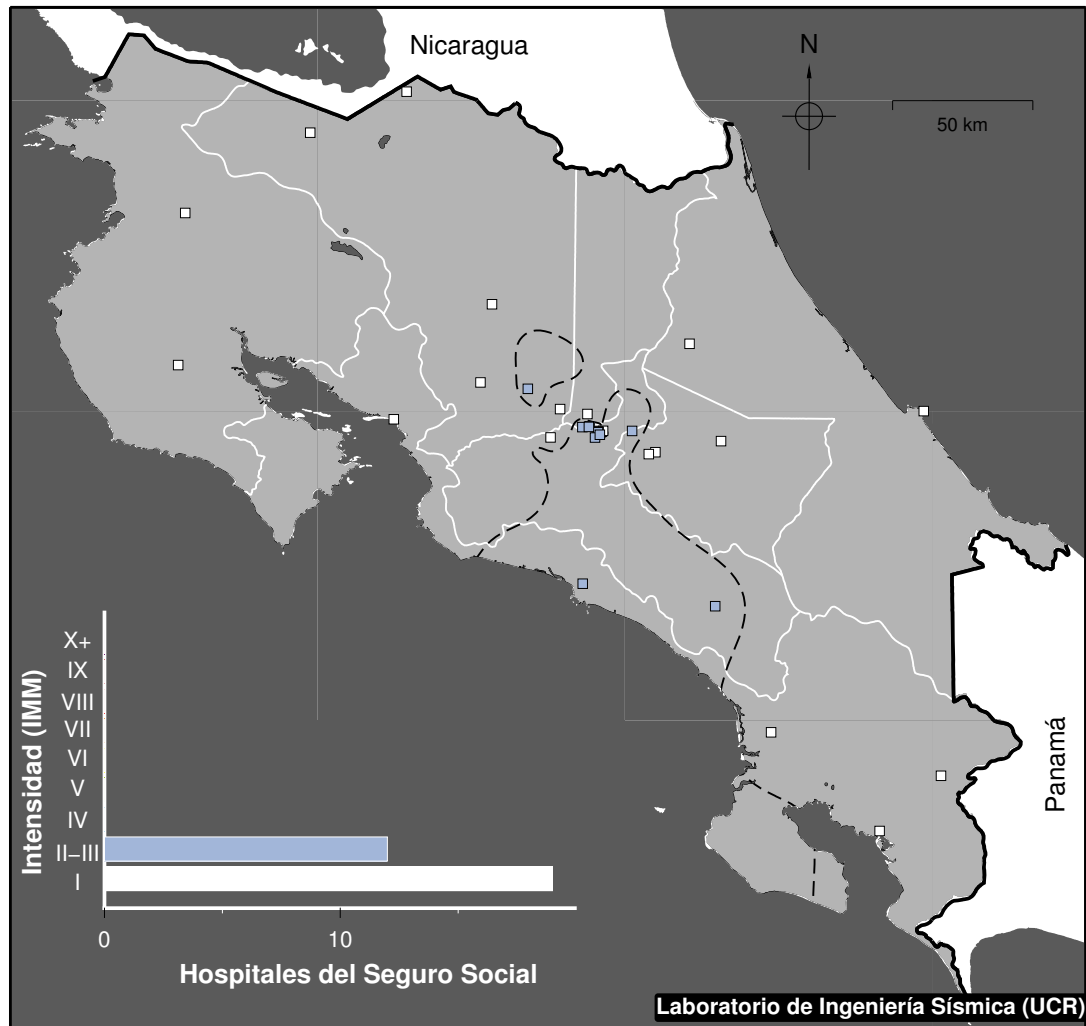 Nicaragua
N
50 km
Panamá
Intensidad (IMM)
X+
IX
VIII
VII
VI
V
IV
II–III
I
0
10
Hospitales del Seguro Social
Laboratorio de Ingeniería Sísmica (UCR)